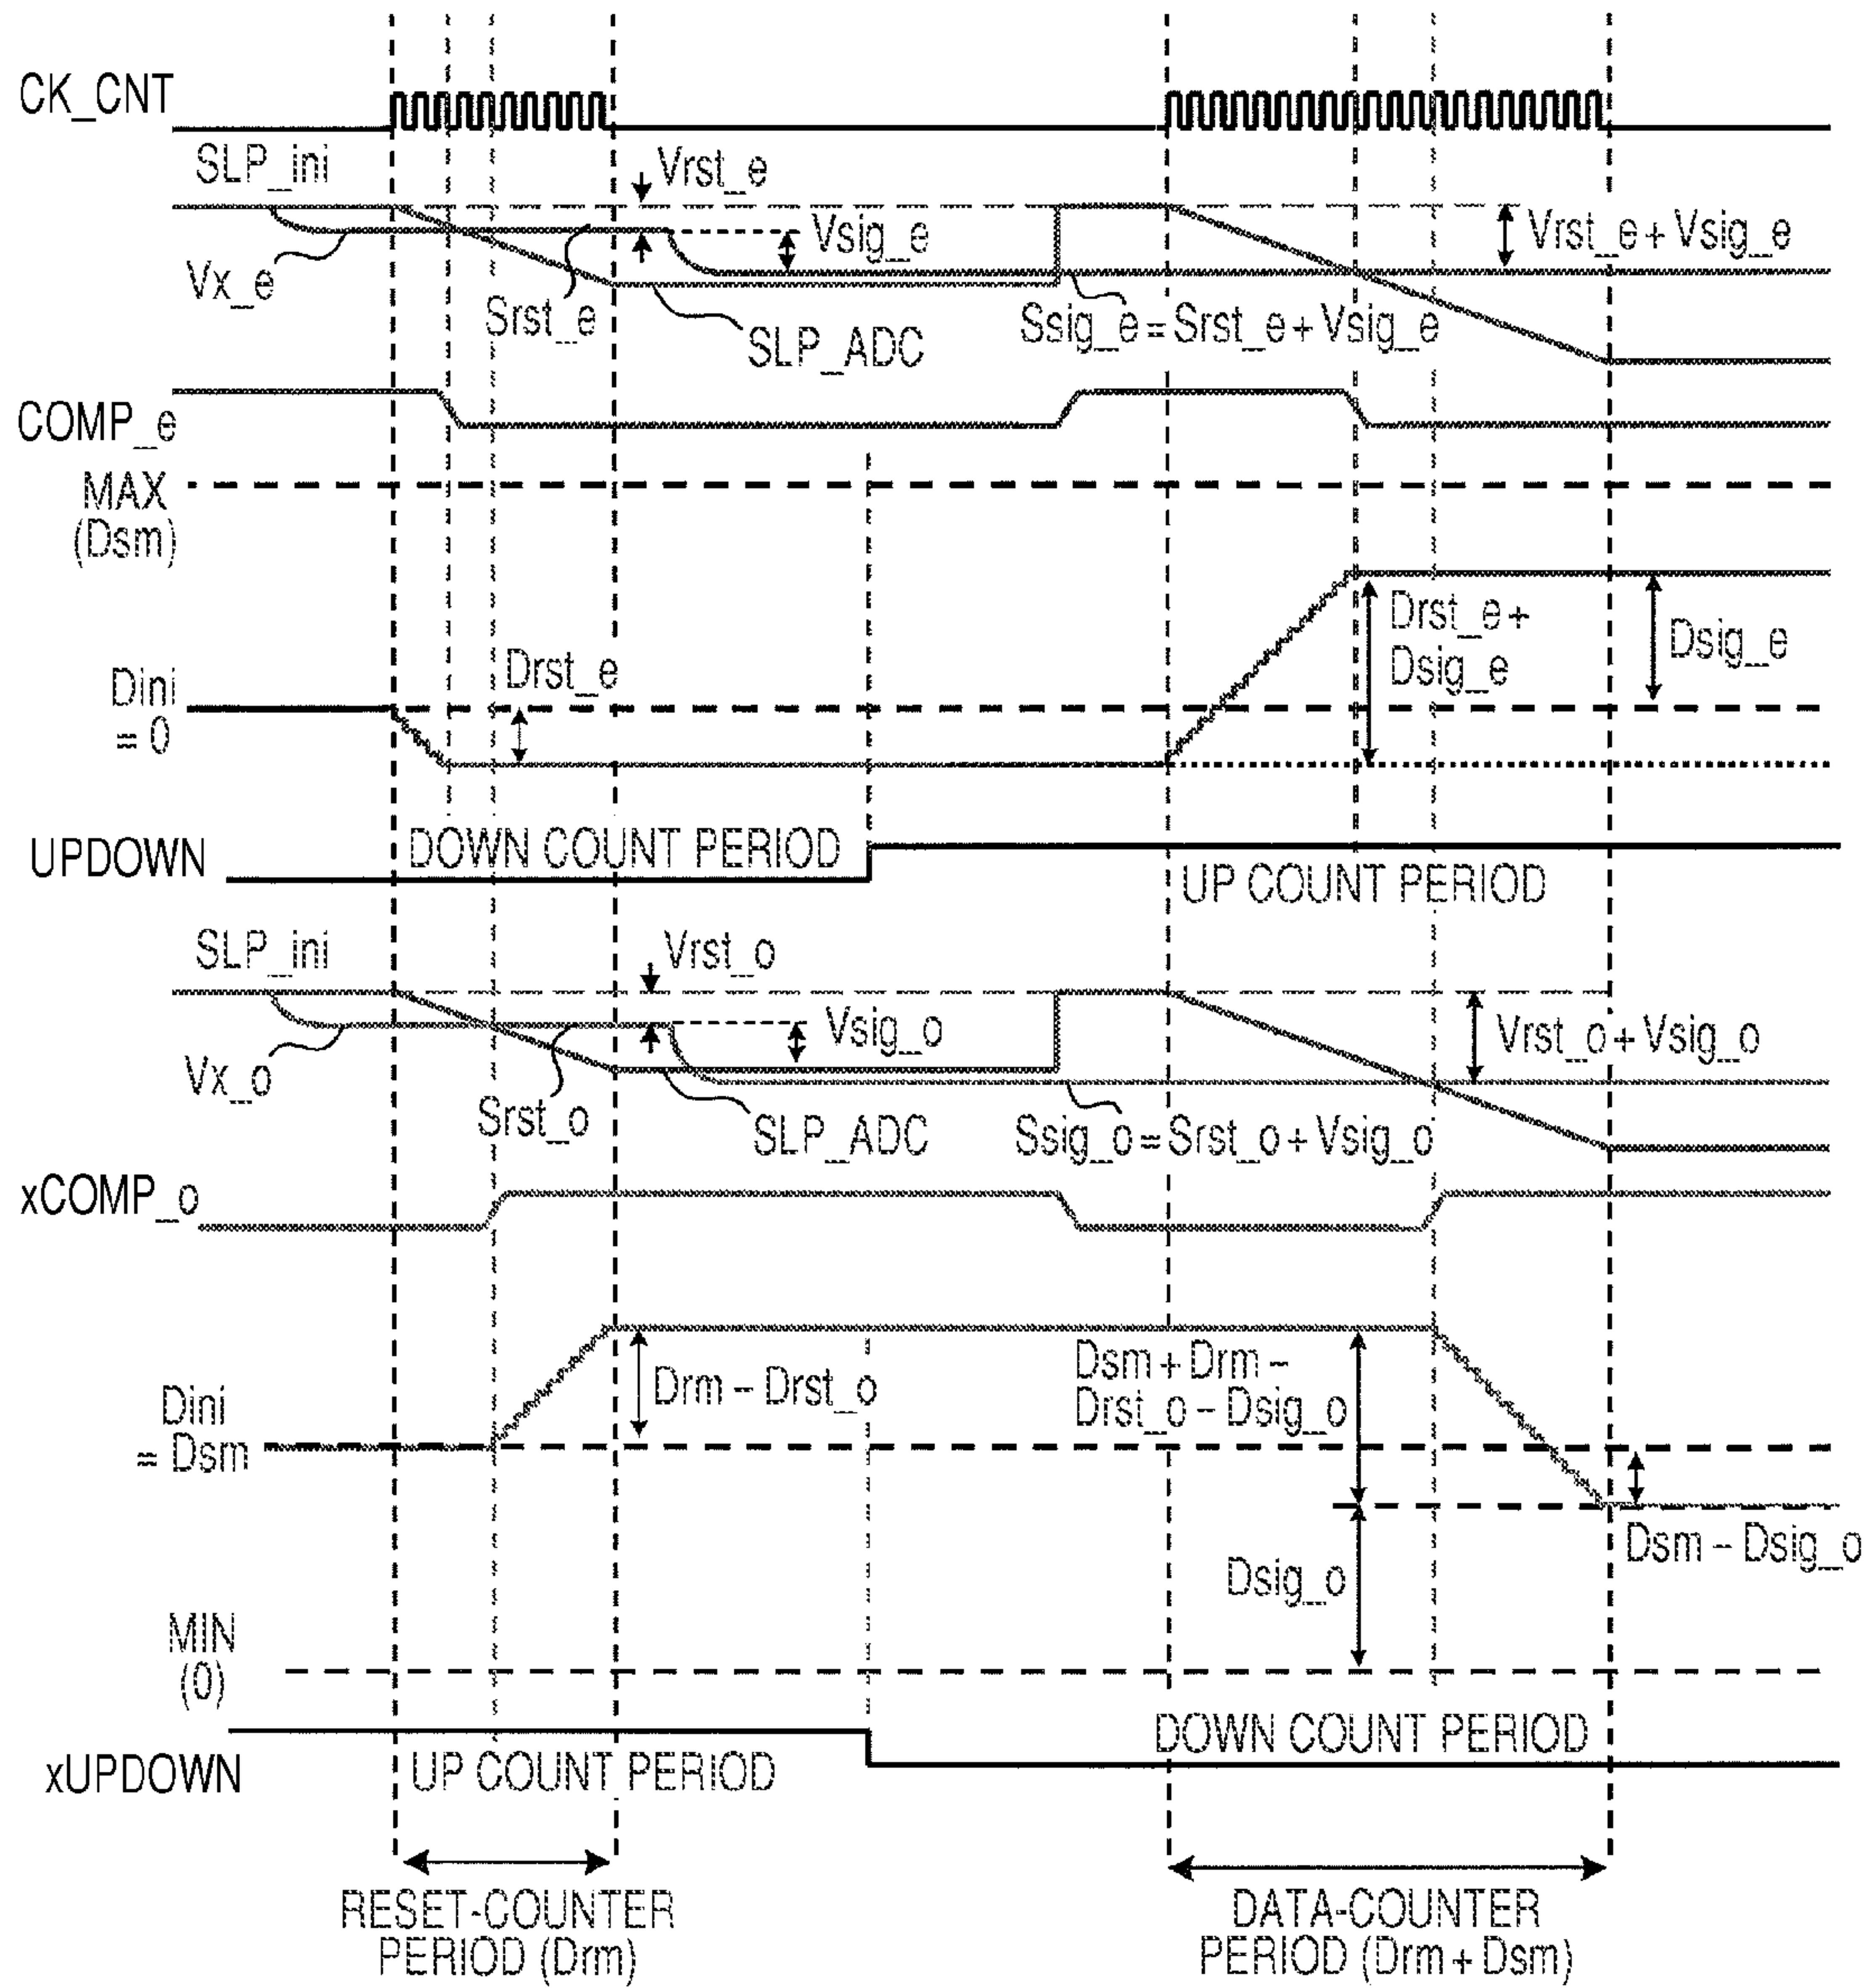 CK_CNT
SLP_ini
Vrst_e
Vsig_e
Vrst_e + Vsig_e
Vx_e
Srst_e
SLP_ADC
Ssig_e = Srst_e + Vsig_e
COMP_e
MAX
(Dsm)
Drst_e
Drst_e +
Dsig_e
Dsig_e
Dini
= 0
UPDOWN
DOWN COUNT PERIOD
UP COUNT PERIOD
SLP_ini
Vrst_o
Vsig_o
Vrst_o + Vsig_o
Vx_o
Srst_o
SLP_ADC
Ssig_o = Srst_o + Vsig_o
xCOMP_o
Drm – Drst_o
Dsm + Drm –
Drst_o – Dsig_o
Dini
= Dsm
Dsm – Dsig_o
Dsig_o
MIN
(0)
xUPDOWN
UP COUNT PERIOD
DOWN COUNT PERIOD
RESET-COUNTER
PERIOD (Drm)
DATA-COUNTER
PERIOD (Drm + Dsm)